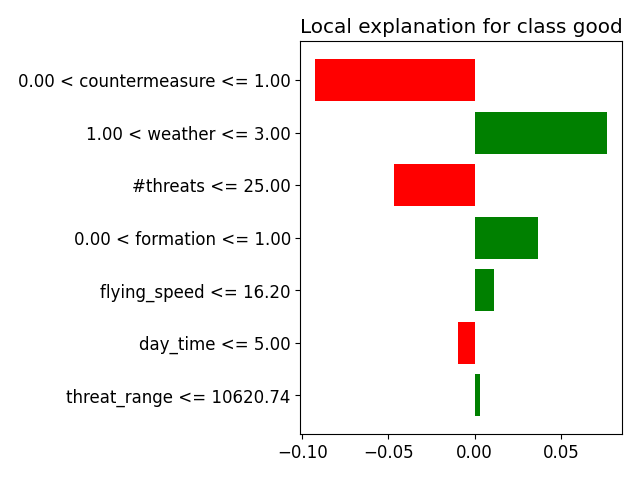 Local explanation for class good
0.00 < countermeasure <= 1.00
1.00 < weather <= 3.00
#threats <= 25.00
0.00 < formation <= 1.00
flying_speed <= 16.20
day_time <= 5.00
threat_range <= 10620.74
−0.10 −0.05 0.00 0.05